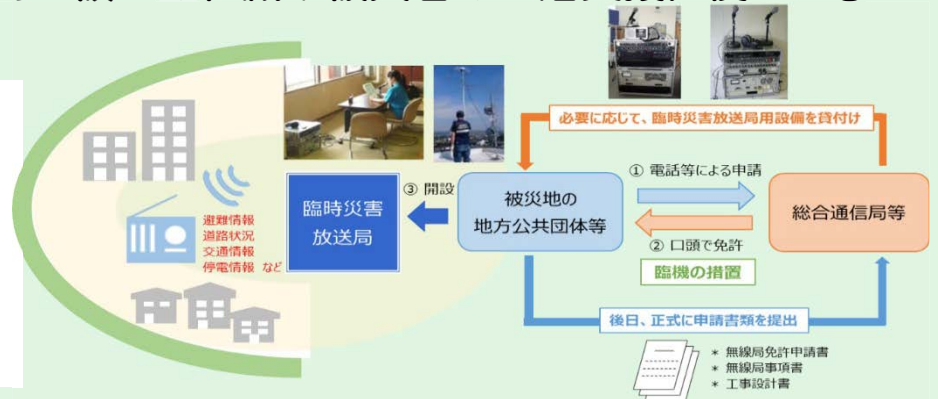 必要に応じて、臨時災害放送局用設備を貸付け
① 電話等による申請
③ 開設
臨時災害
放送局
被災地の
地方公共団体等
総合通信局等
② 口頭で免許
臨機の措置
避難情報
道路状況
交通情報
停電情報 など
後日、正式に申請書類を提出
* 無線局免許申請書
* 無線局事項書
* 工事設計書